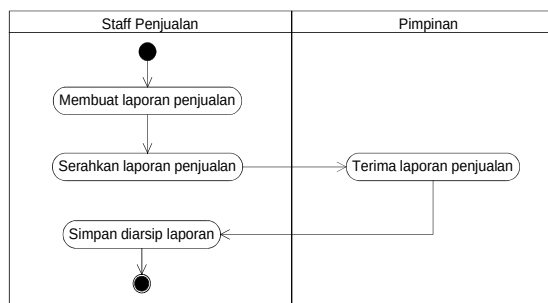 Staff Penjualan
Pimpinan
Membuat laporan penjualan
Serahkan laporan penjualan
Terima laporan penjualan
Simpan diarsip laporan